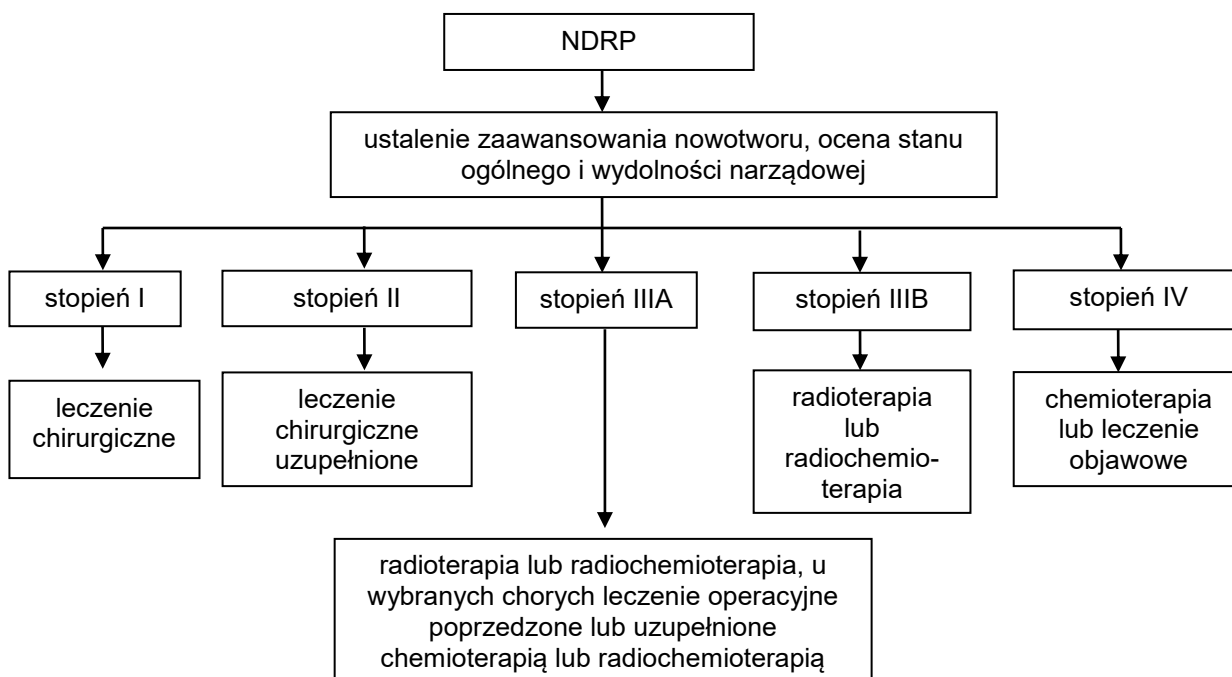 NDRP
ustalenie zaawansowania nowotworu, ocena stanu
ogólnego i wydolności narządowej
stopień I
stopień II
stopień IIIA
stopień IIIB
stopień IV
leczenie
chirurgiczne
leczenie
chirurgiczne
uzupełnione
radioterapia
lub
radiochemio-
terapia
chemioterapia
lub leczenie
objawowe
radioterapia lub radiochemioterapia, u
wybranych chorych leczenie operacyjne
poprzedzone lub uzupełnione
chemioterapią lub radiochemioterapią